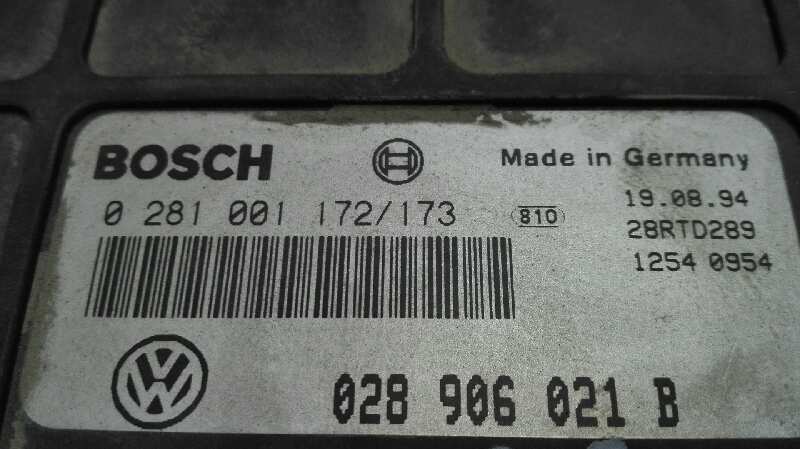 BOSCH Made in Germany
0 281 001 172/173 810 19.08.94
28RTD289
1254 0954
VW 028 906 021 B